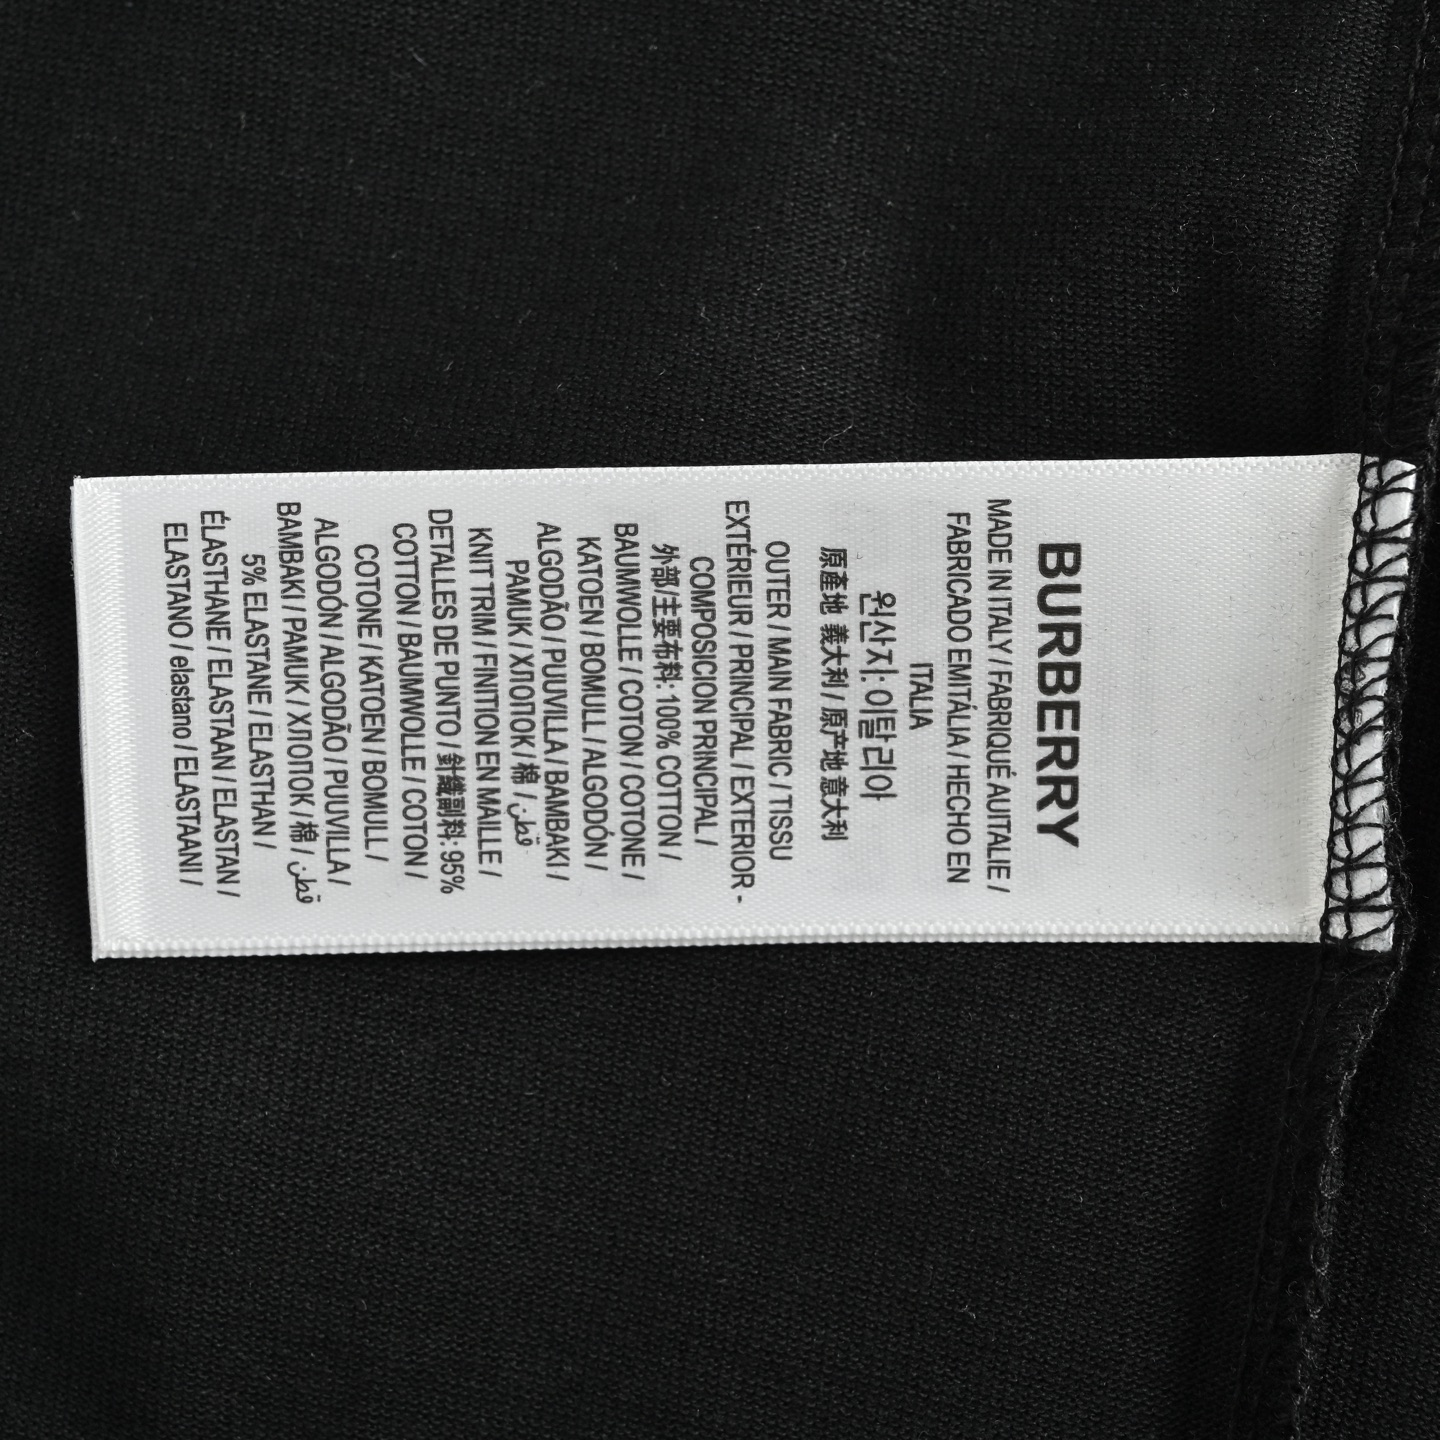 BURBERRY
MADE IN ITALY / FABRIQUÉ AUITALIE /
FABRICADO EMITÁLIA / HECHO EN
ITALIA
원산지: 이탈리아
原產地 義大利 / 原产地 意大利
OUTER / MAIN FABRIC / TISSU
EXTÉRIEUR / PRINCIPAL / EXTERIOR -
COMPOSICION PRINCIPAL /
外部/主要布料: 100% COTTON /
BAUMWOLLE / COTON / COTONE /
KATOEN / BOMULL / ALGODÓN /
ALGODÃO / PUUVILLA / BAMBAKI /
PAMUK / ХЛОПОК / 棉 / قطن
KNIT TRIM / FINITION EN MAILLE /
DETALLES DE PUNTO / 針織副料: 95%
COTTON / BAUMWOLLE / COTON /
COTONE / KATOEN / BOMULL /
ALGODÓN / ALGODÃO / PUUVILLA /
BAMBAKI / PAMUK / ХЛОПОК / 棉 / قطن
5% ELASTANE / ELASTHAN /
ÉLASTHANE / ELASTAAN / ELASTAN /
ELASTANO / elastano / ELASTAANI /